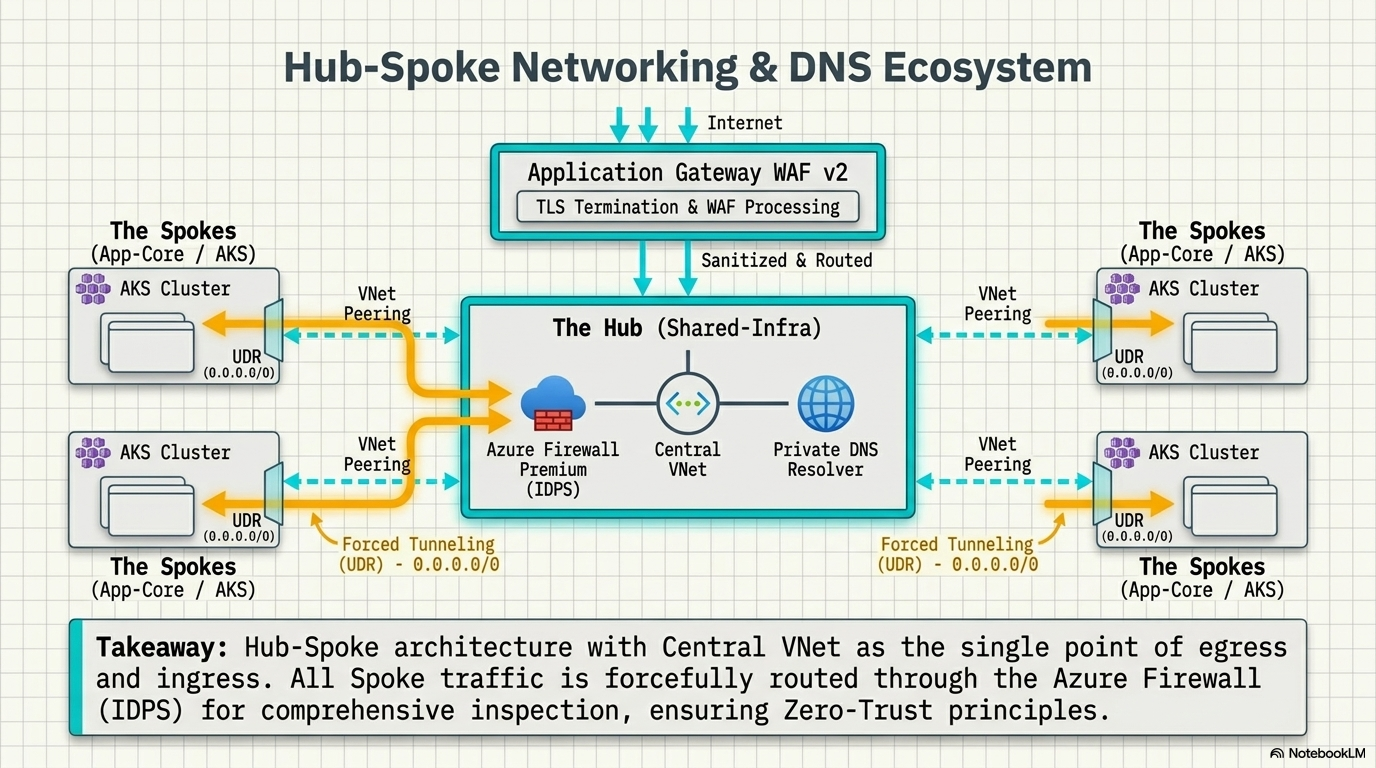 Hub-Spoke Networking & DNS Ecosystem
Internet
Application Gateway WAF v2
TLS Termination & WAF Processing
Sanitized & Routed
The Spokes
(App-Core / AKS)
AKS Cluster
UDR
(0.0.0.0/0)
VNet
Peering
The Hub (Shared-Infra)
Azure Firewall
Premium
(IDPS)
Central
VNet
Private DNS
Resolver
VNet
Peering
The Spokes
(App-Core / AKS)
AKS Cluster
UDR
(0.0.0.0/0)
AKS Cluster
UDR
(0.0.0.0/0)
The Spokes
(App-Core / AKS)
VNet
Peering
Forced Tunneling
(UDR) - 0.0.0.0/0
VNet
Peering
Forced Tunneling
(UDR) - 0.0.0.0/0
AKS Cluster
UDR
(0.0.0.0/0)
The Spokes
(App-Core / AKS)
Takeaway: Hub-Spoke architecture with Central VNet as the single point of egress
and ingress. All Spoke traffic is forcefully routed through the Azure Firewall
(IDPS) for comprehensive inspection, ensuring Zero-Trust principles.
NotebookLM